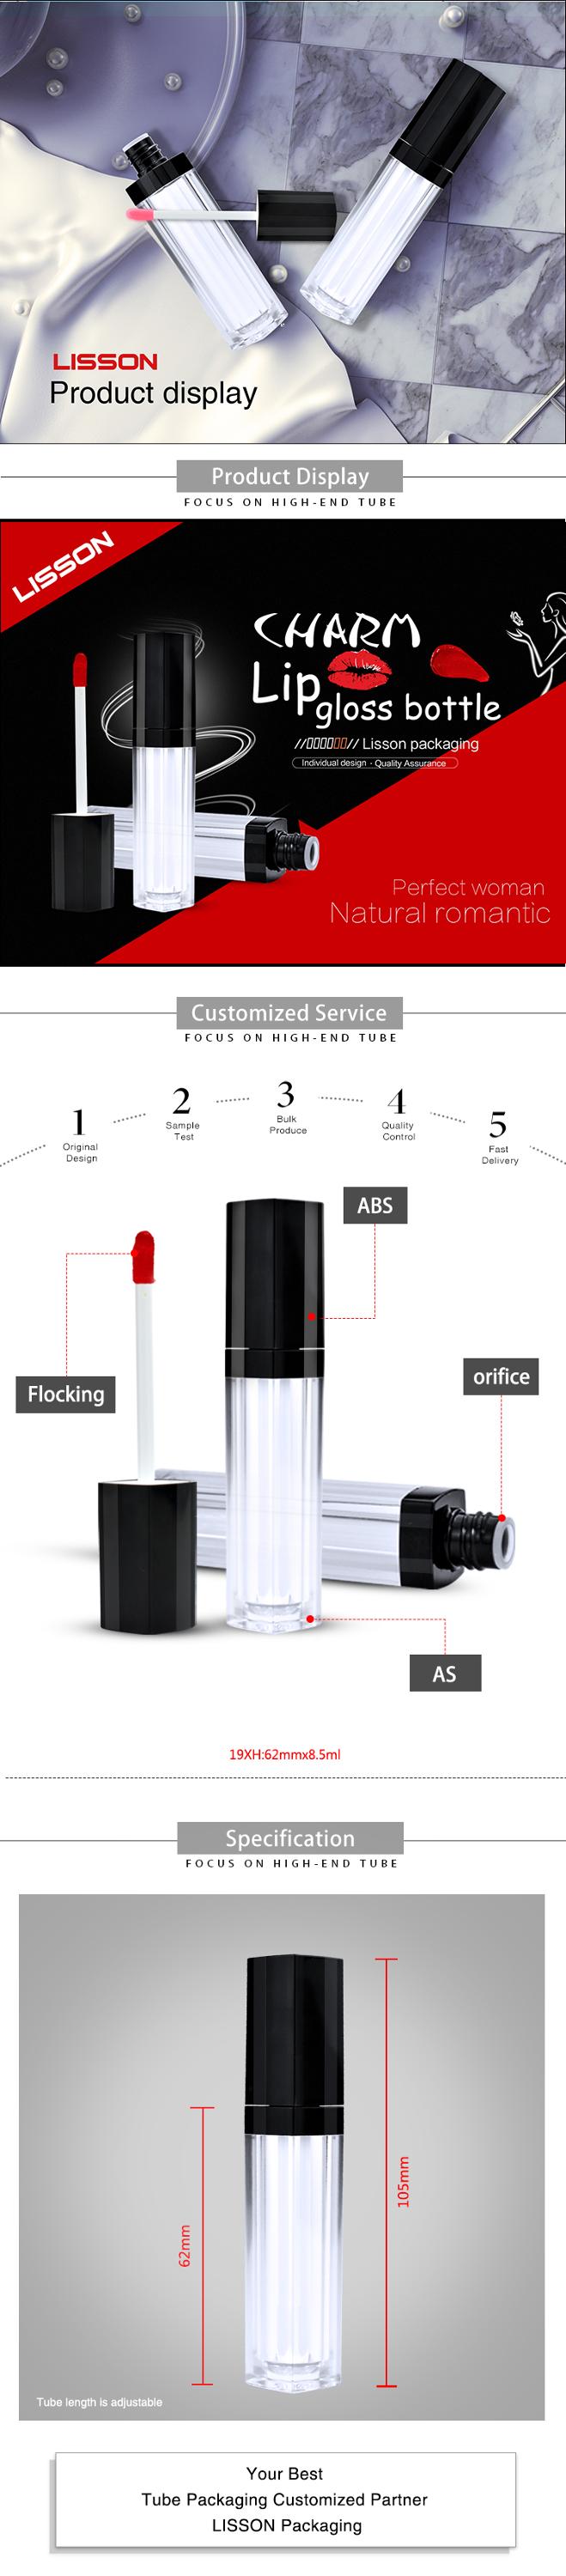 LISSON
Product display
Product Display
FOCUS ON HIGH-END TUBE
LISSON
CHARM
Lip gloss bottle
// // Lisson packaging
Individual design · Quality Assurance
Perfect woman
Natural romantic
Customized Service
FOCUS ON HIGH-END TUBE
1
Original
Design
2
Sample
Test
3
Bulk
Produce
4
Quality
Control
5
Fast
Delivery
ABS
Flocking
orifice
AS
19XH:62mmx8.5ml
Specification
FOCUS ON HIGH-END TUBE
62mm
105mm
Tube length is adjustable
Your Best
Tube Packaging Customized Partner
LISSON Packaging